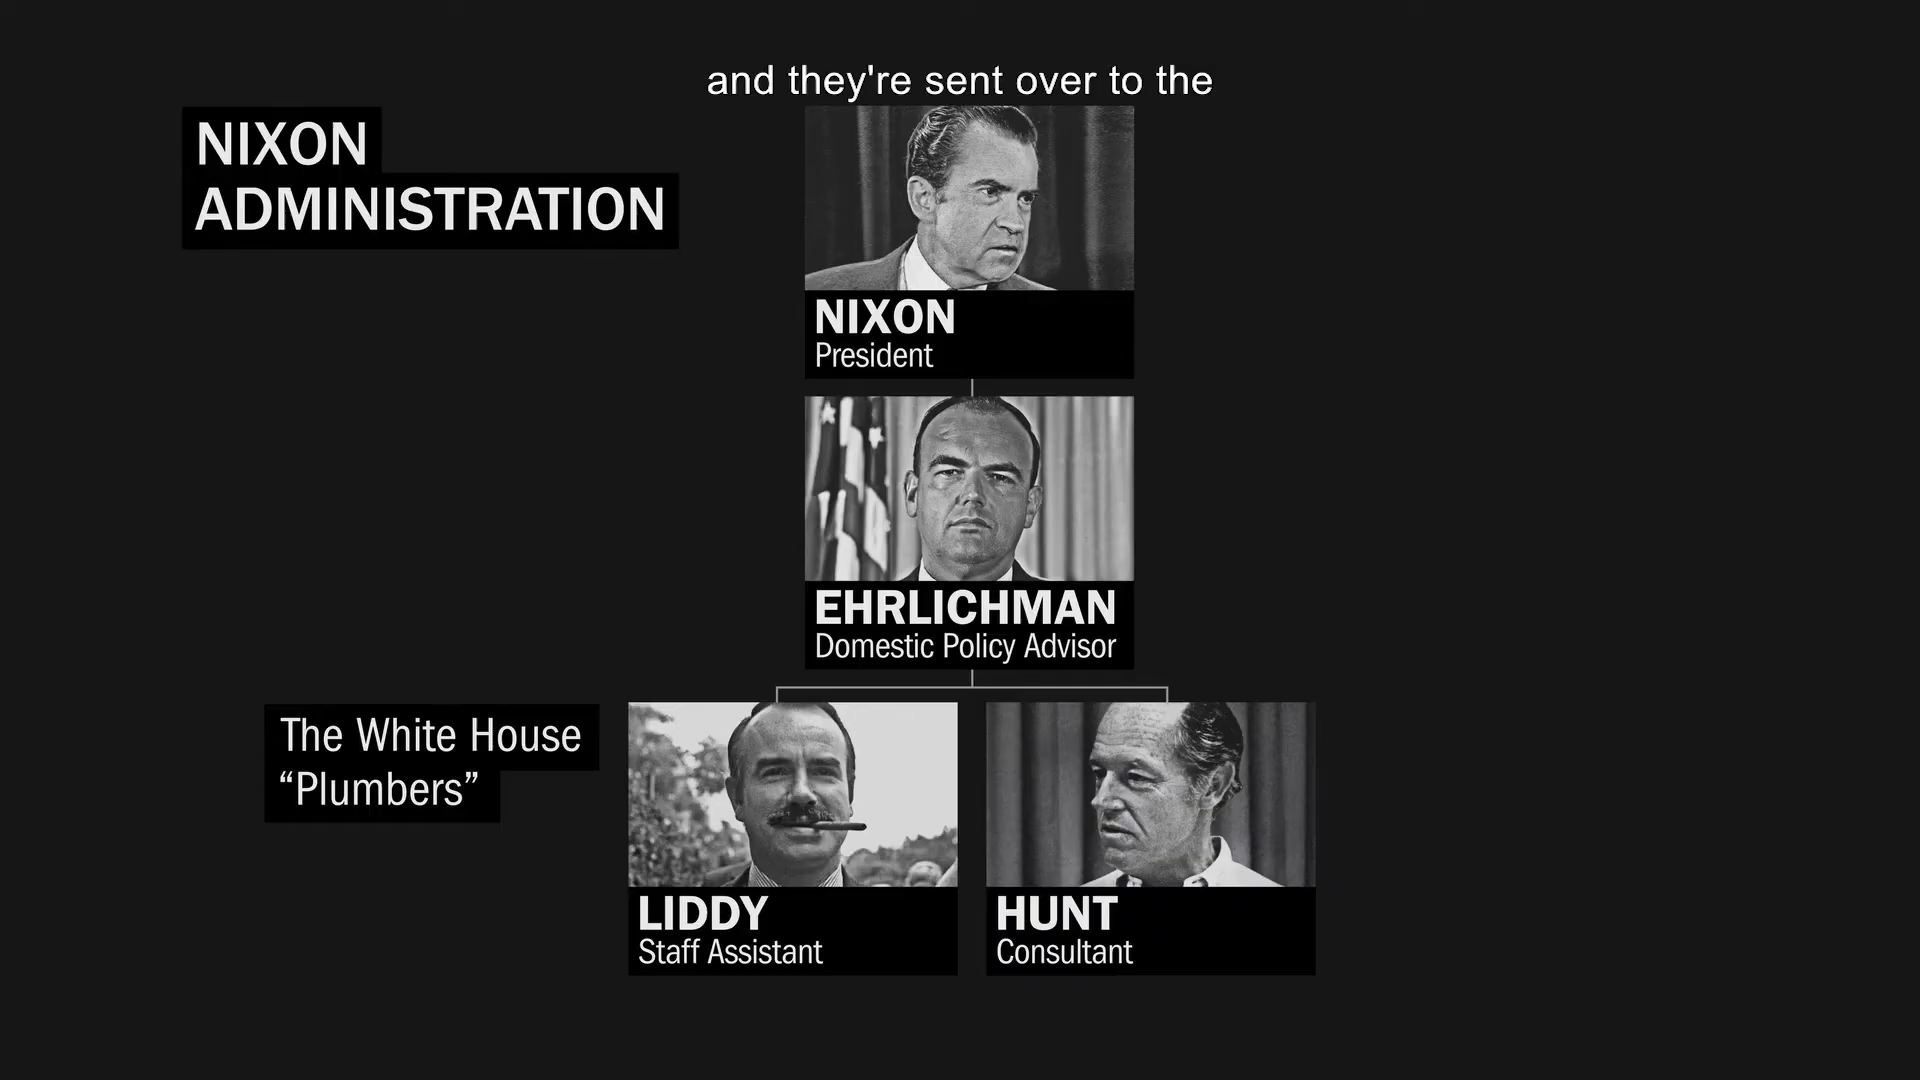 and they're sent over to the
NIXON
ADMINISTRATION
NIXON
President
EHRLICHMAN
Domestic Policy Advisor
The White House
“Plumbers”
LIDDY
Staff Assistant
HUNT
Consultant